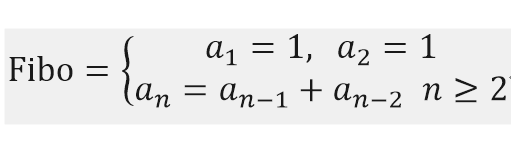 Fibo = { a₁ = 1, a₂ = 1
aₙ = aₙ₋₁ + aₙ₋₂ n ≥ 2